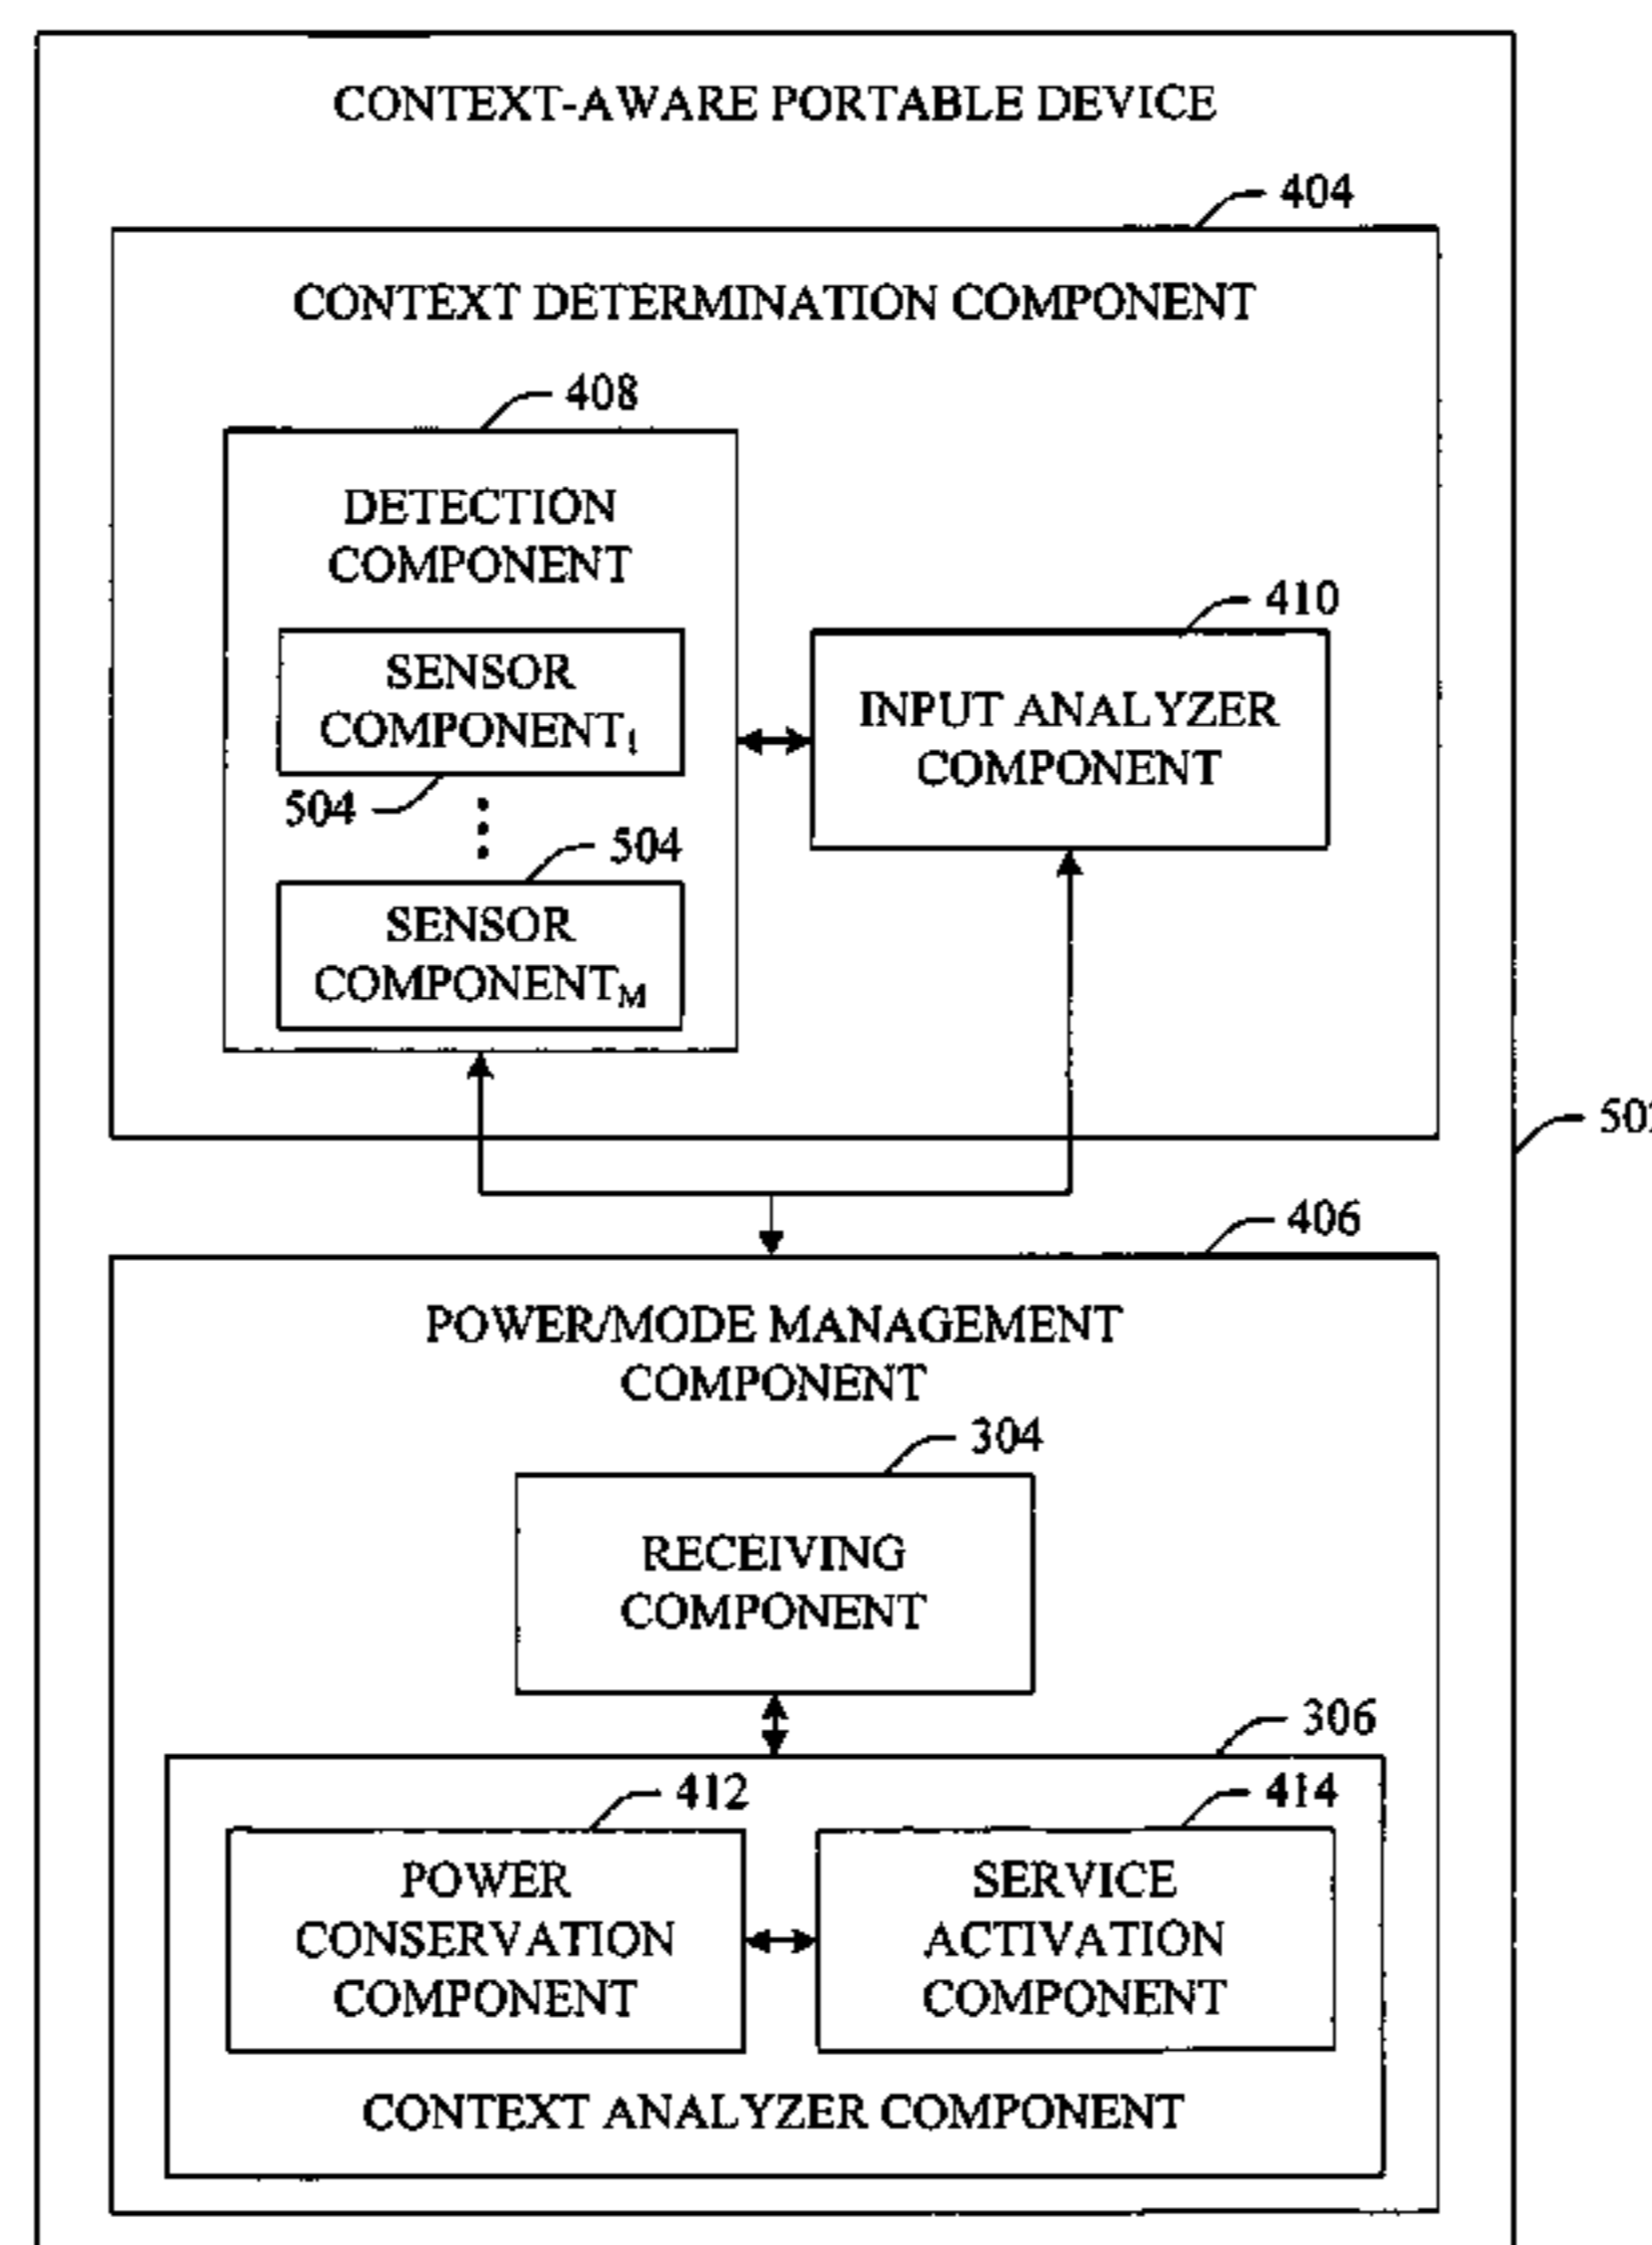 CONTEXT-AWARE PORTABLE DEVICE
404
CONTEXT DETERMINATION COMPONENT
408
DETECTION
COMPONENT
410
SENSOR
COMPONENT₁
INPUT ANALYZER
COMPONENT
504
504
SENSOR
COMPONENTM
406
POWER/MODE MANAGEMENT
COMPONENT
304
RECEIVING
COMPONENT
306
412
414
POWER
CONSERVATION
COMPONENT
SERVICE
ACTIVATION
COMPONENT
CONTEXT ANALYZER COMPONENT